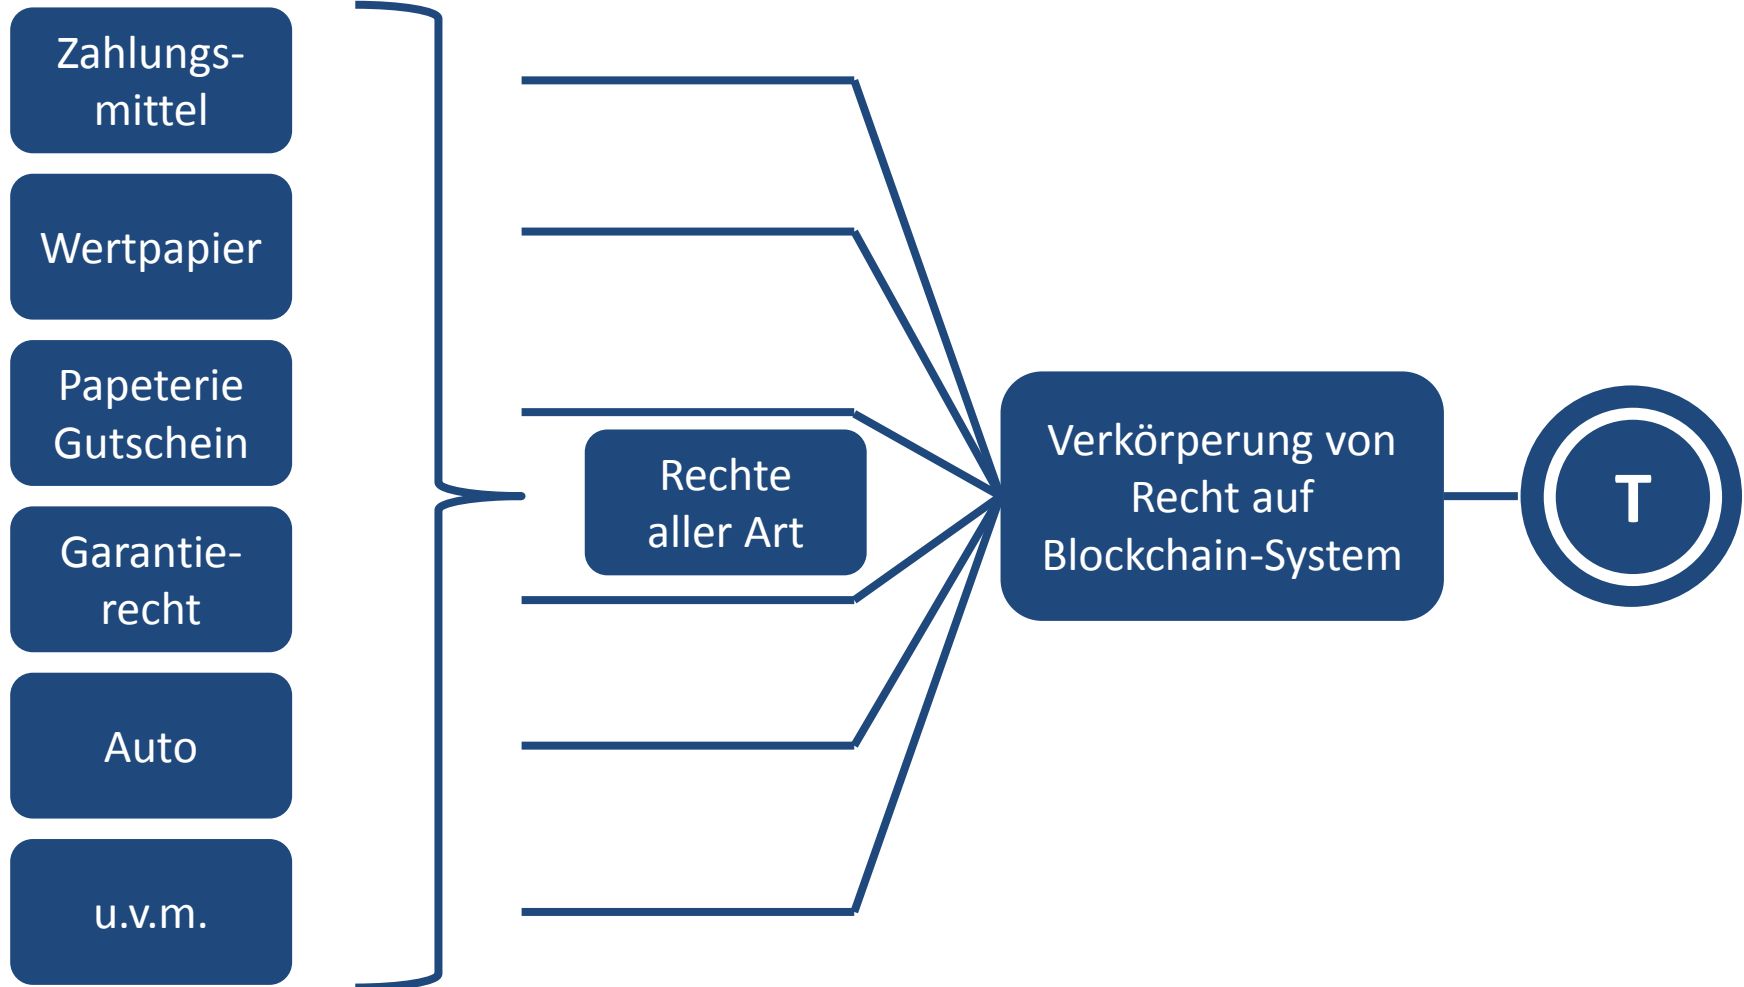 Zahlungs-
mittel
Wertpapier
Papeterie
Gutschein
Garantie-
recht
Auto
u.v.m.
Rechte
aller Art
Verkörperung von
Recht auf
Blockchain-System
T